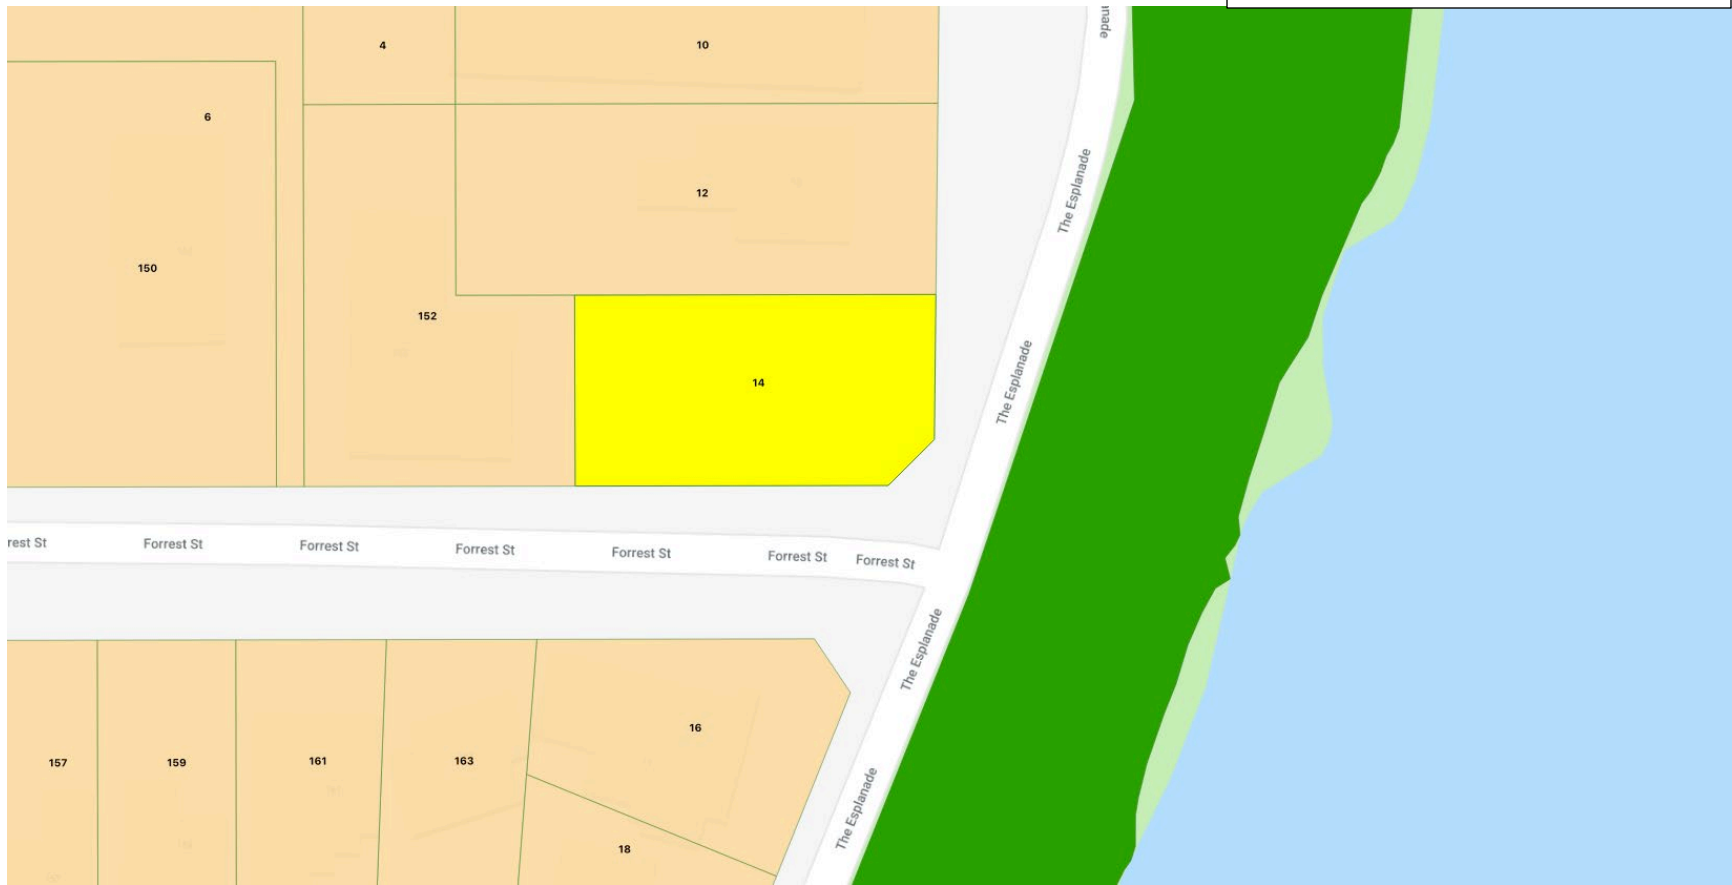 4
10
nade
6
12
The Esplanade
150
152
The Esplanade
14
rest St
Forrest St
Forrest St
Forrest St
Forrest St
Forrest St
Forrest St
The Esplanade
16
157
159
161
163
The Esplanade
18